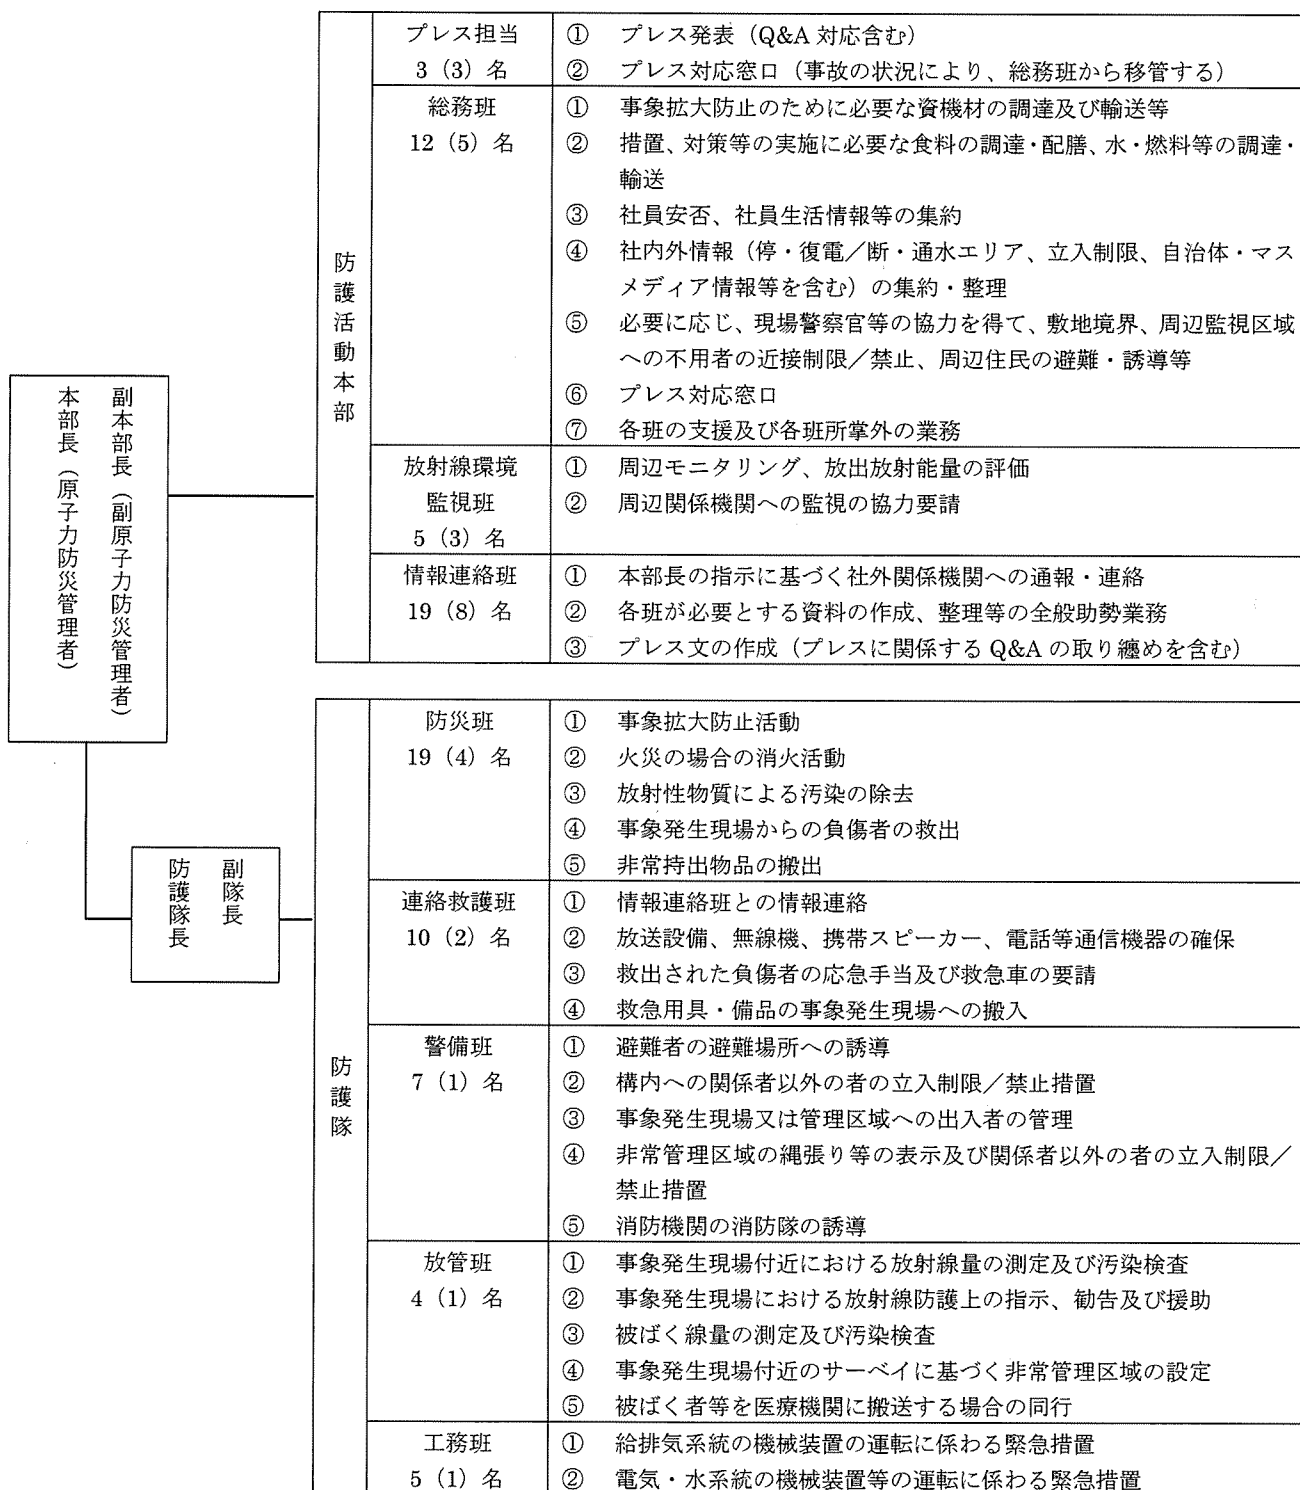 本部長（原子力防災管理者）
副本部長（副原子力防災管理者）
防護活動本部
プレス担当
3（3）名
① プレス発表（Q&A 対応含む）
② プレス対応窓口（事故の状況により、総務班から移管する）
総務班
12（5）名
① 事象拡大防止のために必要な資機材の調達及び輸送等
② 措置、対策等の実施に必要な食料の調達・配膳、水・燃料等の調達・
輸送
③ 社員安否、社員生活情報等の集約
④ 社内外情報（停・復電／断・通水エリア、立入制限、自治体・マス
メディア情報等を含む）の集約・整理
⑤ 必要に応じ、現場警察官等の協力を得て、敷地境界、周辺監視区域
への不用者の近接制限／禁止、周辺住民の避難・誘導等
⑥ プレス対応窓口
⑦ 各班の支援及び各班所掌外の業務
放射線環境
監視班
5（3）名
① 周辺モニタリング、放出放射能量の評価
② 周辺関係機関への監視の協力要請
情報連絡班
19（8）名
① 本部長の指示に基づく社外関係機関への通報・連絡
② 各班が必要とする資料の作成、整理等の全般助勢業務
③ プレス文の作成（プレスに関係する Q&A の取り纏めを含む）
防護隊長
副隊長
防護隊
防災班
19（4）名
① 事象拡大防止活動
② 火災の場合の消火活動
③ 放射性物質による汚染の除去
④ 事象発生現場からの負傷者の救出
⑤ 非常持出物品の搬出
連絡救護班
10（2）名
① 情報連絡班との情報連絡
② 放送設備、無線機、携帯スピーカー、電話等通信機器の確保
③ 救出された負傷者の応急手当及び救急車の要請
④ 救急用具・備品の事象発生現場への搬入
警備班
7（1）名
① 避難者の避難場所への誘導
② 構内への関係者以外の者の立入制限／禁止措置
③ 事象発生現場又は管理区域への出入者の管理
④ 非常管理区域の縄張り等の表示及び関係者以外の者の立入制限／
禁止措置
⑤ 消防機関の消防隊の誘導
放管班
4（1）名
① 事象発生現場付近における放射線量の測定及び汚染検査
② 事象発生現場における放射線防護上の指示、勧告及び援助
③ 被ばく線量の測定及び汚染検査
④ 事象発生現場付近のサーベイに基づく非常管理区域の設定
⑤ 被ばく者等を医療機関に搬送する場合の同行
工務班
5（1）名
① 給排気系統の機械装置の運転に係わる緊急措置
② 電気・水系統の機械装置等の運転に係わる緊急措置